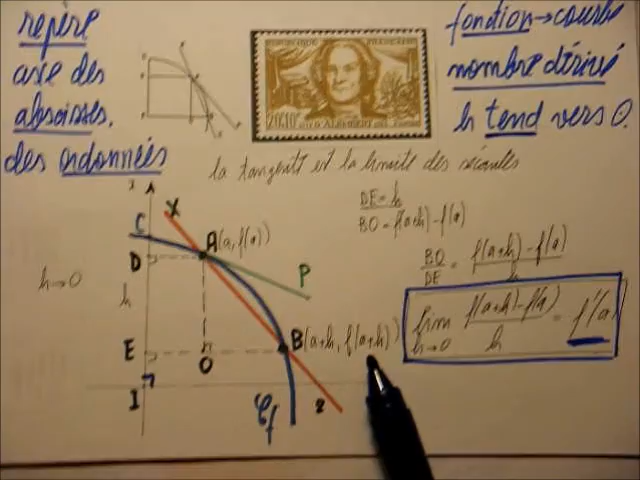 repère
axe des
abscisses.
des ordonnées
fonction→courbe
nombre dérivé
h tend vers 0.
la tangente est la limite des sécantes
DE = h
BO = f(a+h) - f(a)
BO/DE = f(a+h) - f(a)/h
lim h→0 f(a+h) - f(a)/h = f'(a)
h→0
X
C
A(a, f(a))
D
P
h
B(a+h, f(a+h))
E
O
I
Cf
z